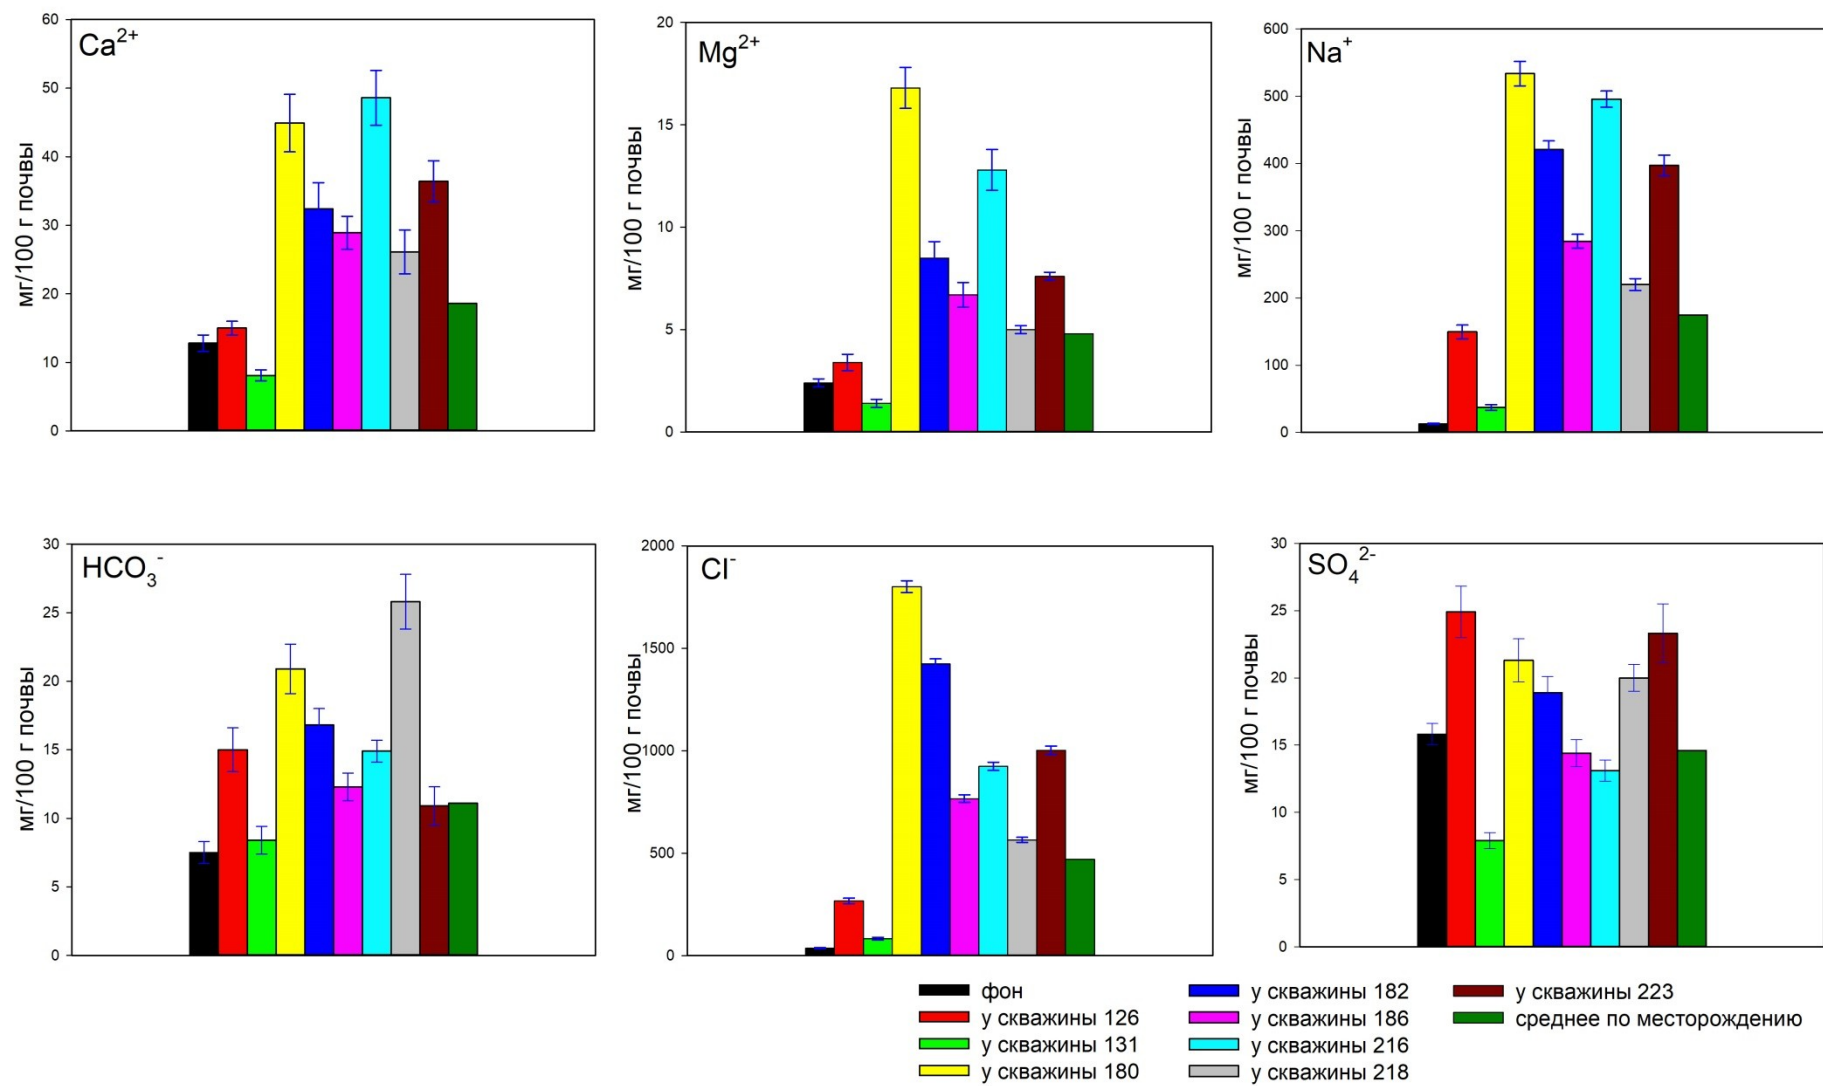 Ca²⁺
мг/100 г почвы
60
50
40
30
20
10
0
Mg²⁺
мг/100 г почвы
20
15
10
5
0
Na⁺
мг/100 г почвы
600
500
400
300
200
100
0
HCO₃⁻
мг/100 г почвы
30
25
20
15
10
5
0
Cl⁻
мг/100 г почвы
2000
1500
1000
500
0
SO₄²⁻
мг/100 г почвы
30
25
20
15
10
5
0
фон
у скважины 126
у скважины 131
у скважины 180
у скважины 182
у скважины 186
у скважины 216
у скважины 218
у скважины 223
среднее по месторождению